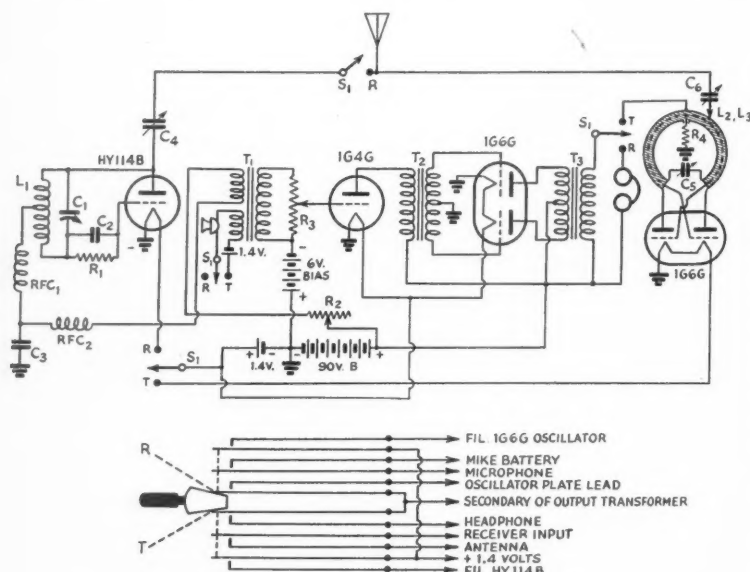 S1 R
C6
L2, L3
C4
HY114B
T1
1G4G
T2
1G6G
T3
S1 T
R
R4
C5
L1
C1
C2
R1
-
R3
S1 1.4V.
R T
6V.
BIAS
-
+
1G6G
RFC1
RFC2
C3
R2
R
S1
T
+ - - +
1.4V. 90V. B
R
T
FIL. 1G6G OSCILLATOR
MIKE BATTERY
MICROPHONE
OSCILLATOR PLATE LEAD
SECONDARY OF OUTPUT TRANSFORMER
HEADPHONE
RECEIVER INPUT
ANTENNA
+ 1.4 VOLTS
FIL. HY114B